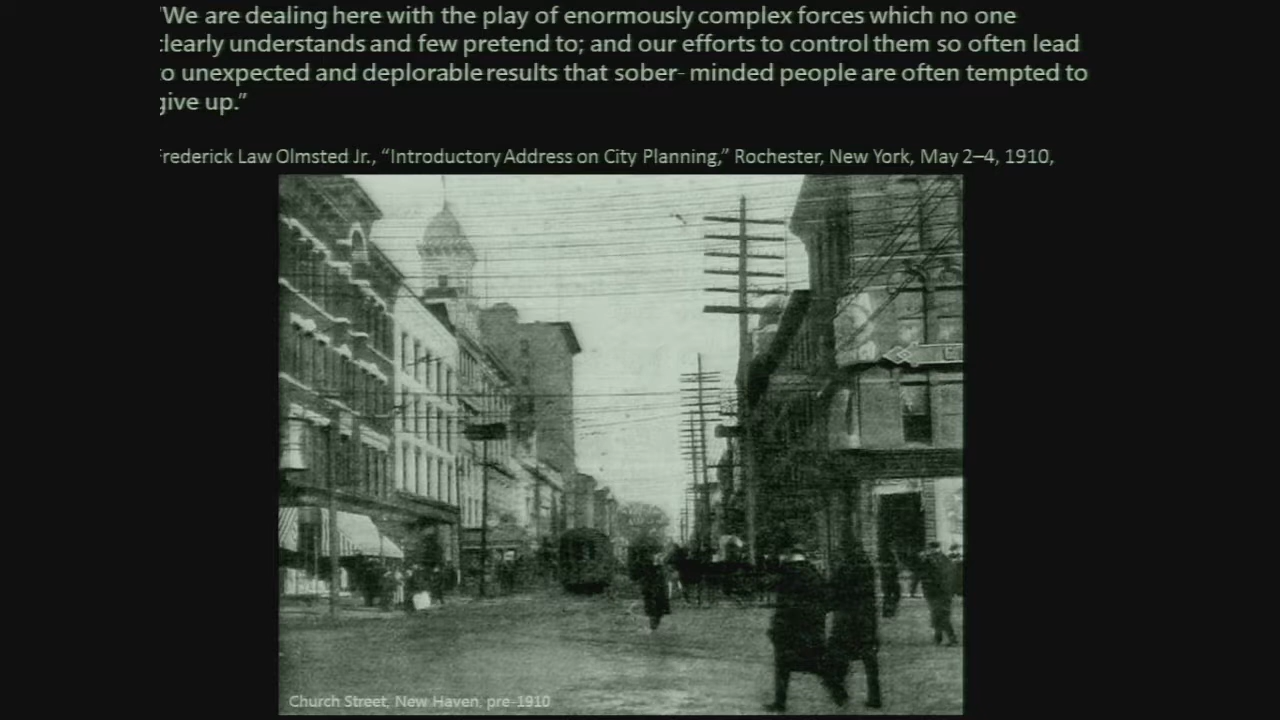 "We are dealing here with the play of enormously complex forces which no one
clearly understands and few pretend to; and our efforts to control them so often lead
to unexpected and deplorable results that sober-minded people are often tempted to
give up."
Frederick Law Olmsted Jr., “Introductory Address on City Planning,” Rochester, New York, May 2–4, 1910,
Church Street, New Haven, pre-1910